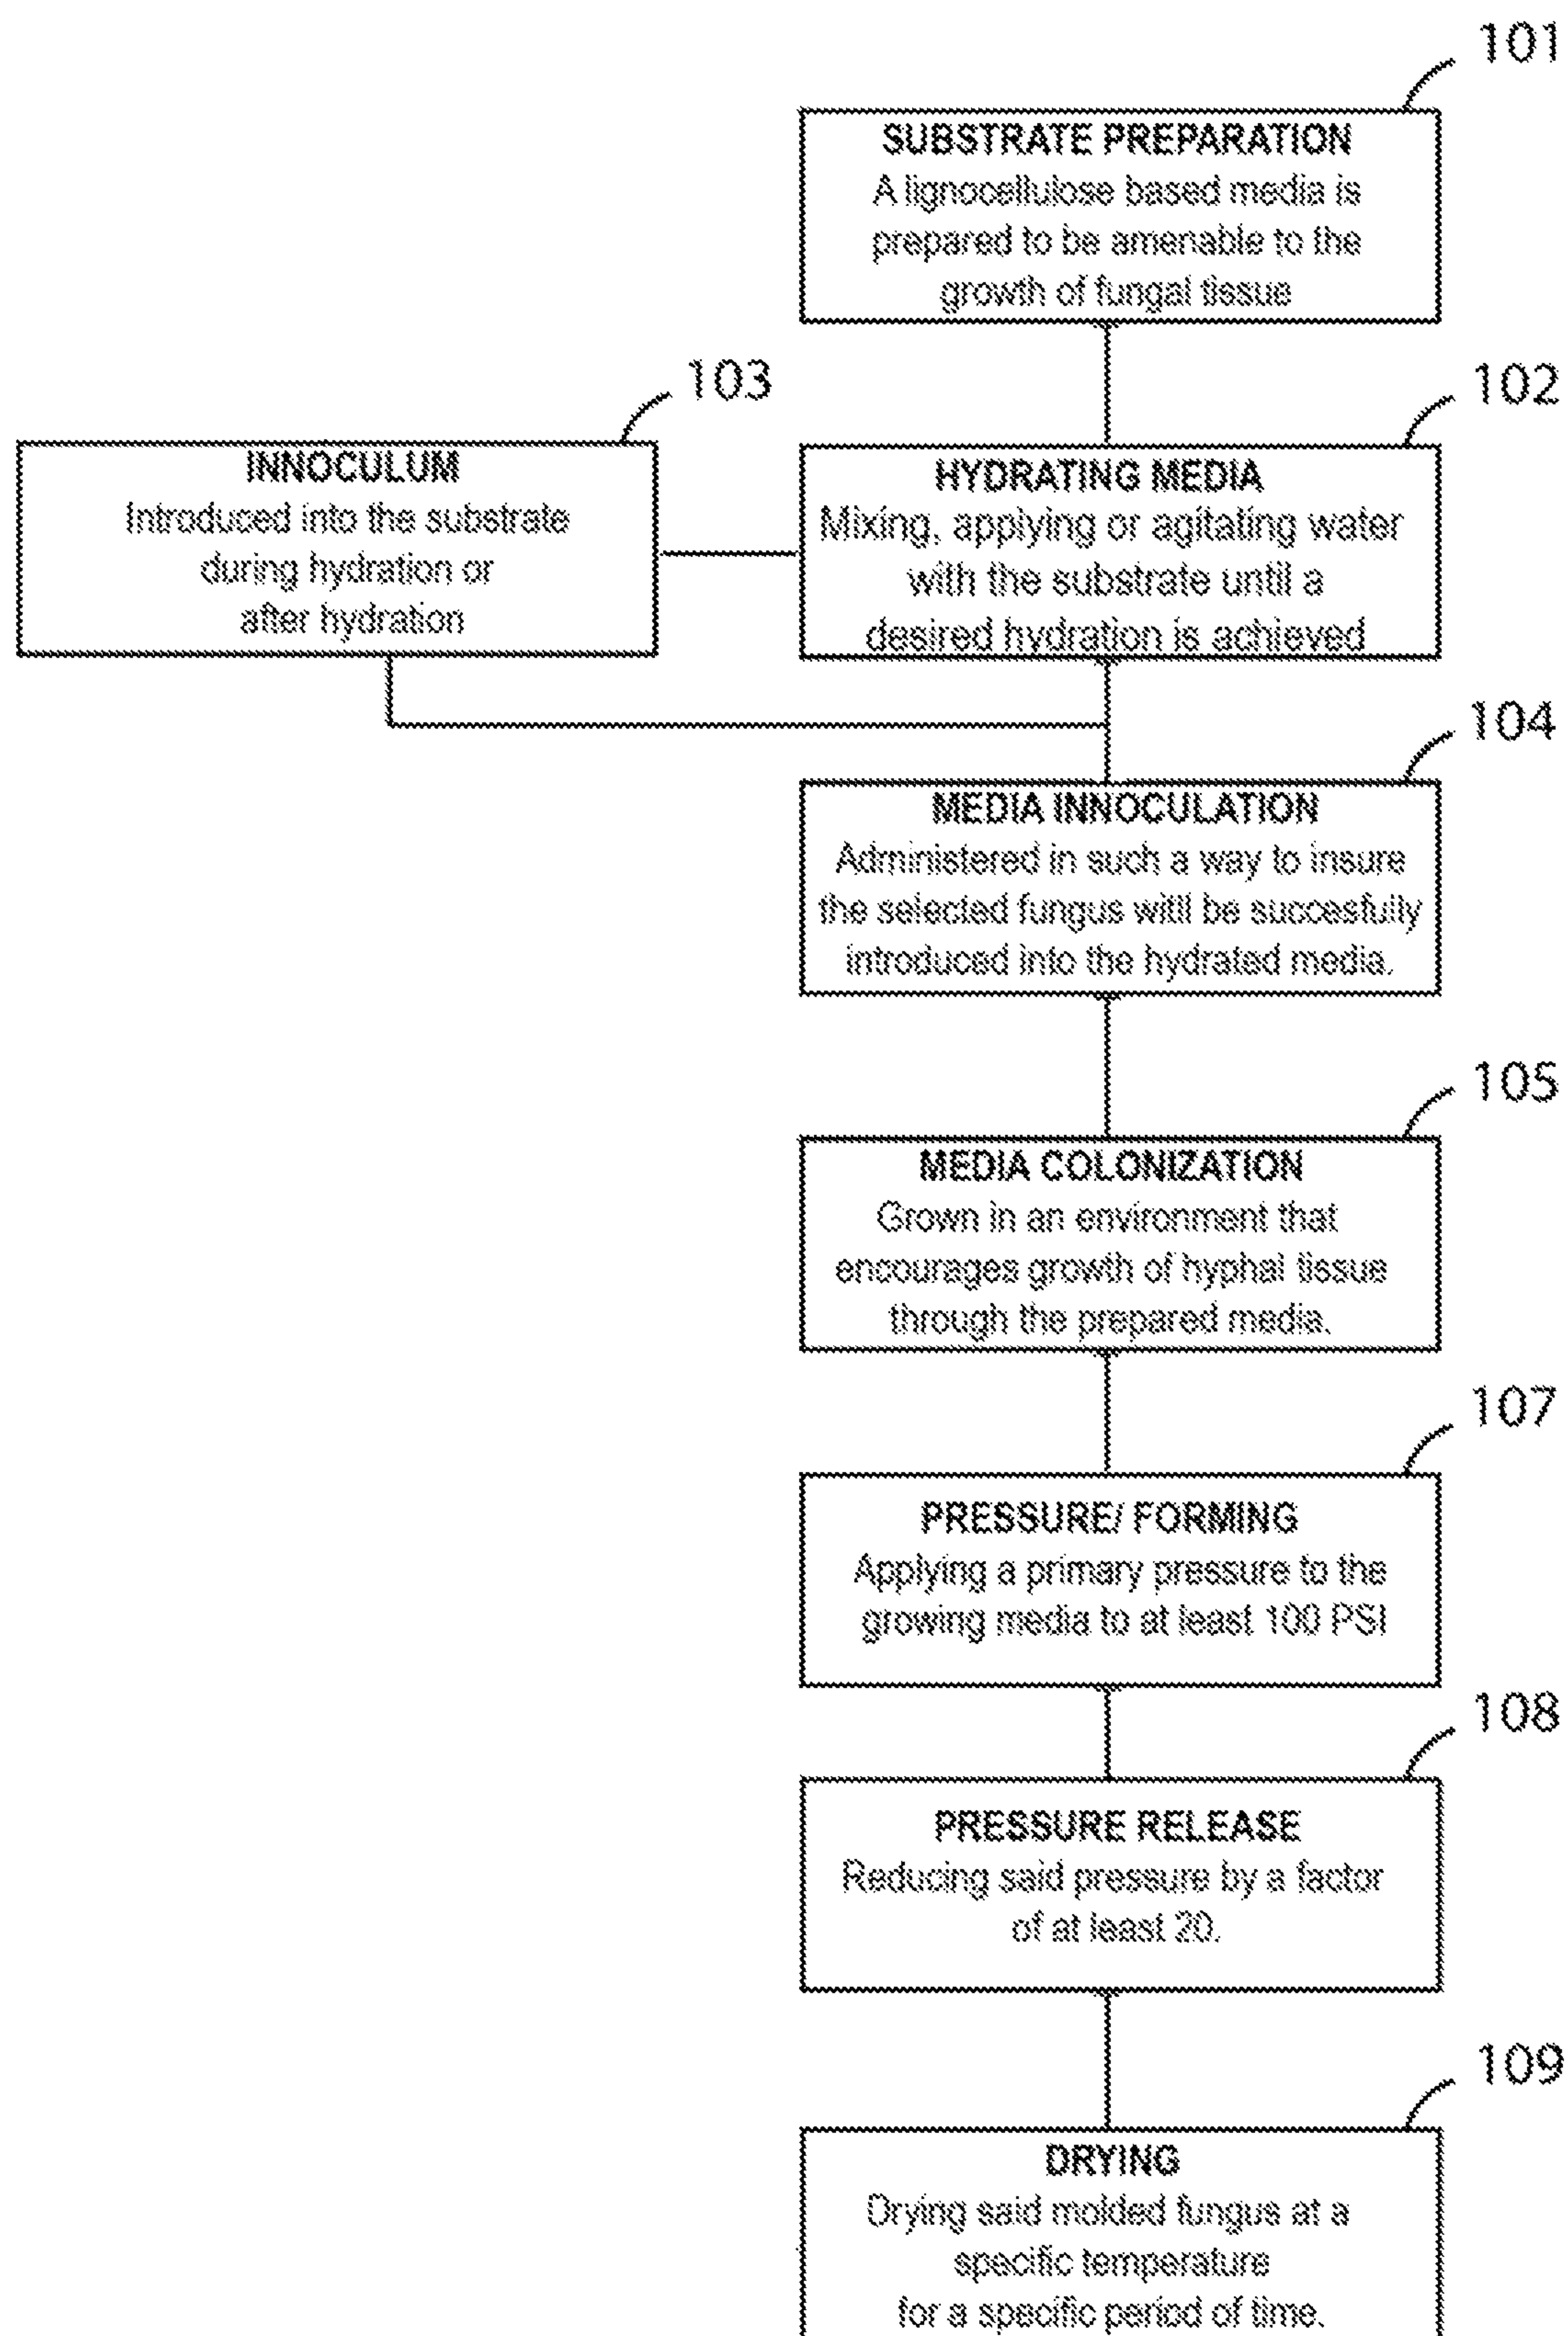 101
SUBSTRATE PREPARATION
A lignocellulose based media is
prepared to be amenable to the
growth of fungal tissue
103
INNOCULUM
Introduced into the substrate
during hydration or
after hydration
102
HYDRATING MEDIA
Mixing, applying or agitating water
with the substrate until a
desired hydration is achieved
104
MEDIA INNOCULATION
Administered in such a way to insure
the selected fungus witll be succesfully
introduced into the hydrated media.
105
MEDIA COLONIZATION
Grown in an environment that
encourages growth of hyphal tissue
through the prepared media.
107
PRESSURE/ FORMING
Applying a primary pressure to the
growing media to at least 100 PSI
108
PRESSURE RELEASE
Reducing said pressure by a factor
of at least 20.
109
DRYING
Drying said molded fungus at a
specific temperature
for a specific period of time.